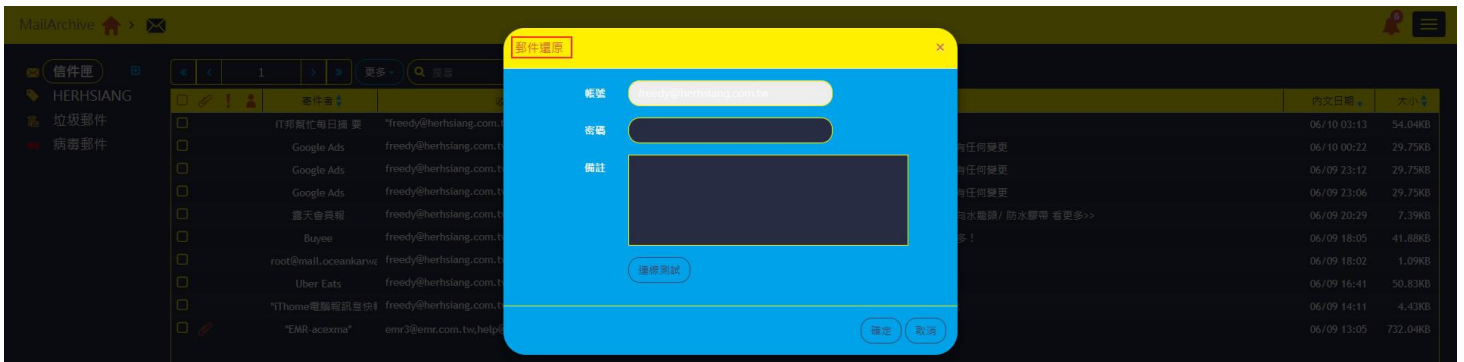 MailArchive >
6
郵件還原 ×
信件匣
HERHSIANG
垃圾郵件
病毒郵件
« < 1 > » 更多 搜尋
寄件者 內文日期 大小
iT邦幫忙每日摘 要 "freedy@herhsiang.com.t 06/10 03:13 54.04KB
Google Ads freedy@herhsiang.com.t 有任何變更 06/10 00:22 29.75KB
Google Ads freedy@herhsiang.com.t 有任何變更 06/09 23:12 29.75KB
Google Ads freedy@herhsiang.com.t 有任何變更 06/09 23:06 29.75KB
露天會員報 freedy@herhsiang.com.t 水龍頭/ 防水膠帶 看更多>> 06/09 20:29 7.39KB
Buyee freedy@herhsiang.com.t 多！ 06/09 18:05 41.88KB
root@mail.oceankarwa freedy@herhsiang.com.t 06/09 18:02 1.09KB
Uber Eats freedy@herhsiang.com.t 06/09 16:41 50.83KB
"iThome電腦報訊息快 freedy@herhsiang.com.t 06/09 14:11 4.43KB
"EMR-acexma" emr3@emr.com.tw,help@ 06/09 13:05 732.04KB
帳號 freedy@herhsiang.com.tw
密碼
備註
連線測試
確定 取消